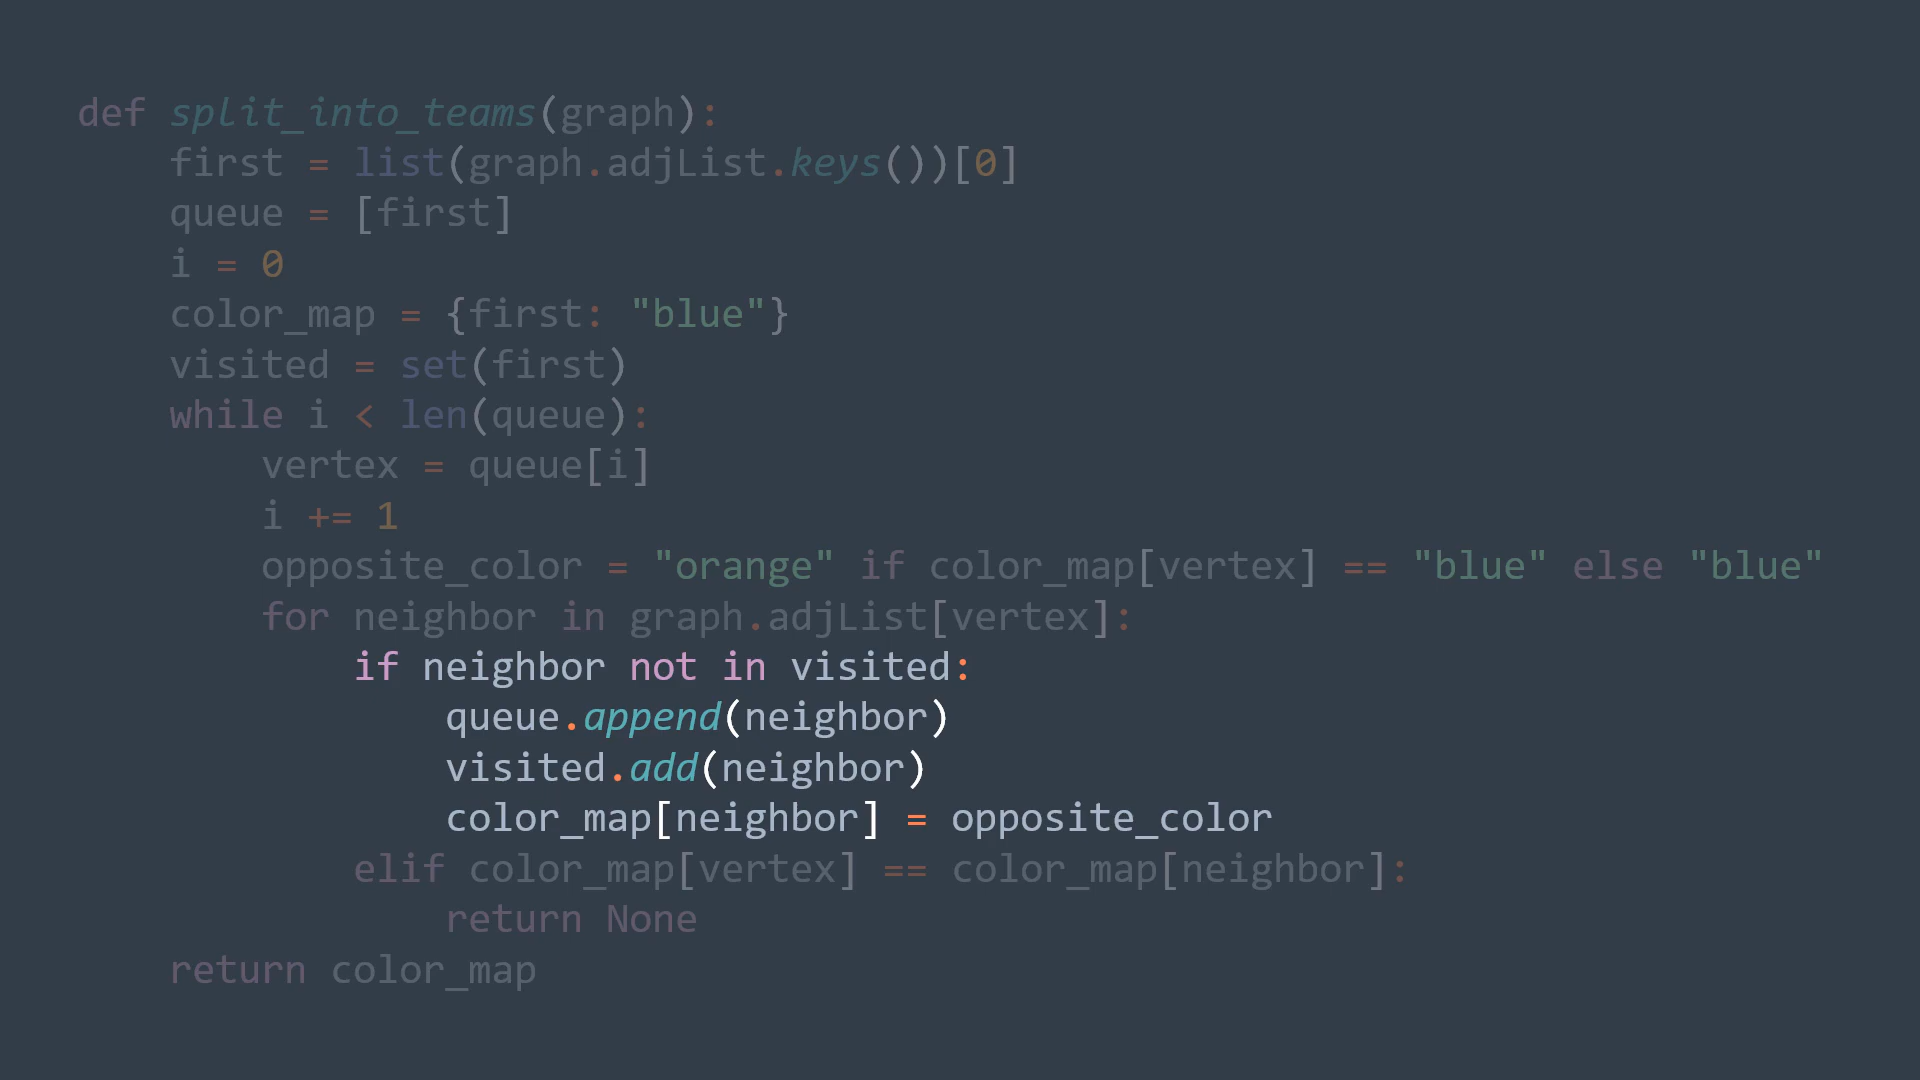 def split_into_teams(graph):
    first = list(graph.adjList.keys())[0]
    queue = [first]
    i = 0
    color_map = {first: "blue"}
    visited = set(first)
    while i < len(queue):
        vertex = queue[i]
        i += 1
        opposite_color = "orange" if color_map[vertex] == "blue" else "blue"
        for neighbor in graph.adjList[vertex]:
            if neighbor not in visited:
                queue.append(neighbor)
                visited.add(neighbor)
                color_map[neighbor] = opposite_color
            elif color_map[vertex] == color_map[neighbor]:
                return None
    return color_map